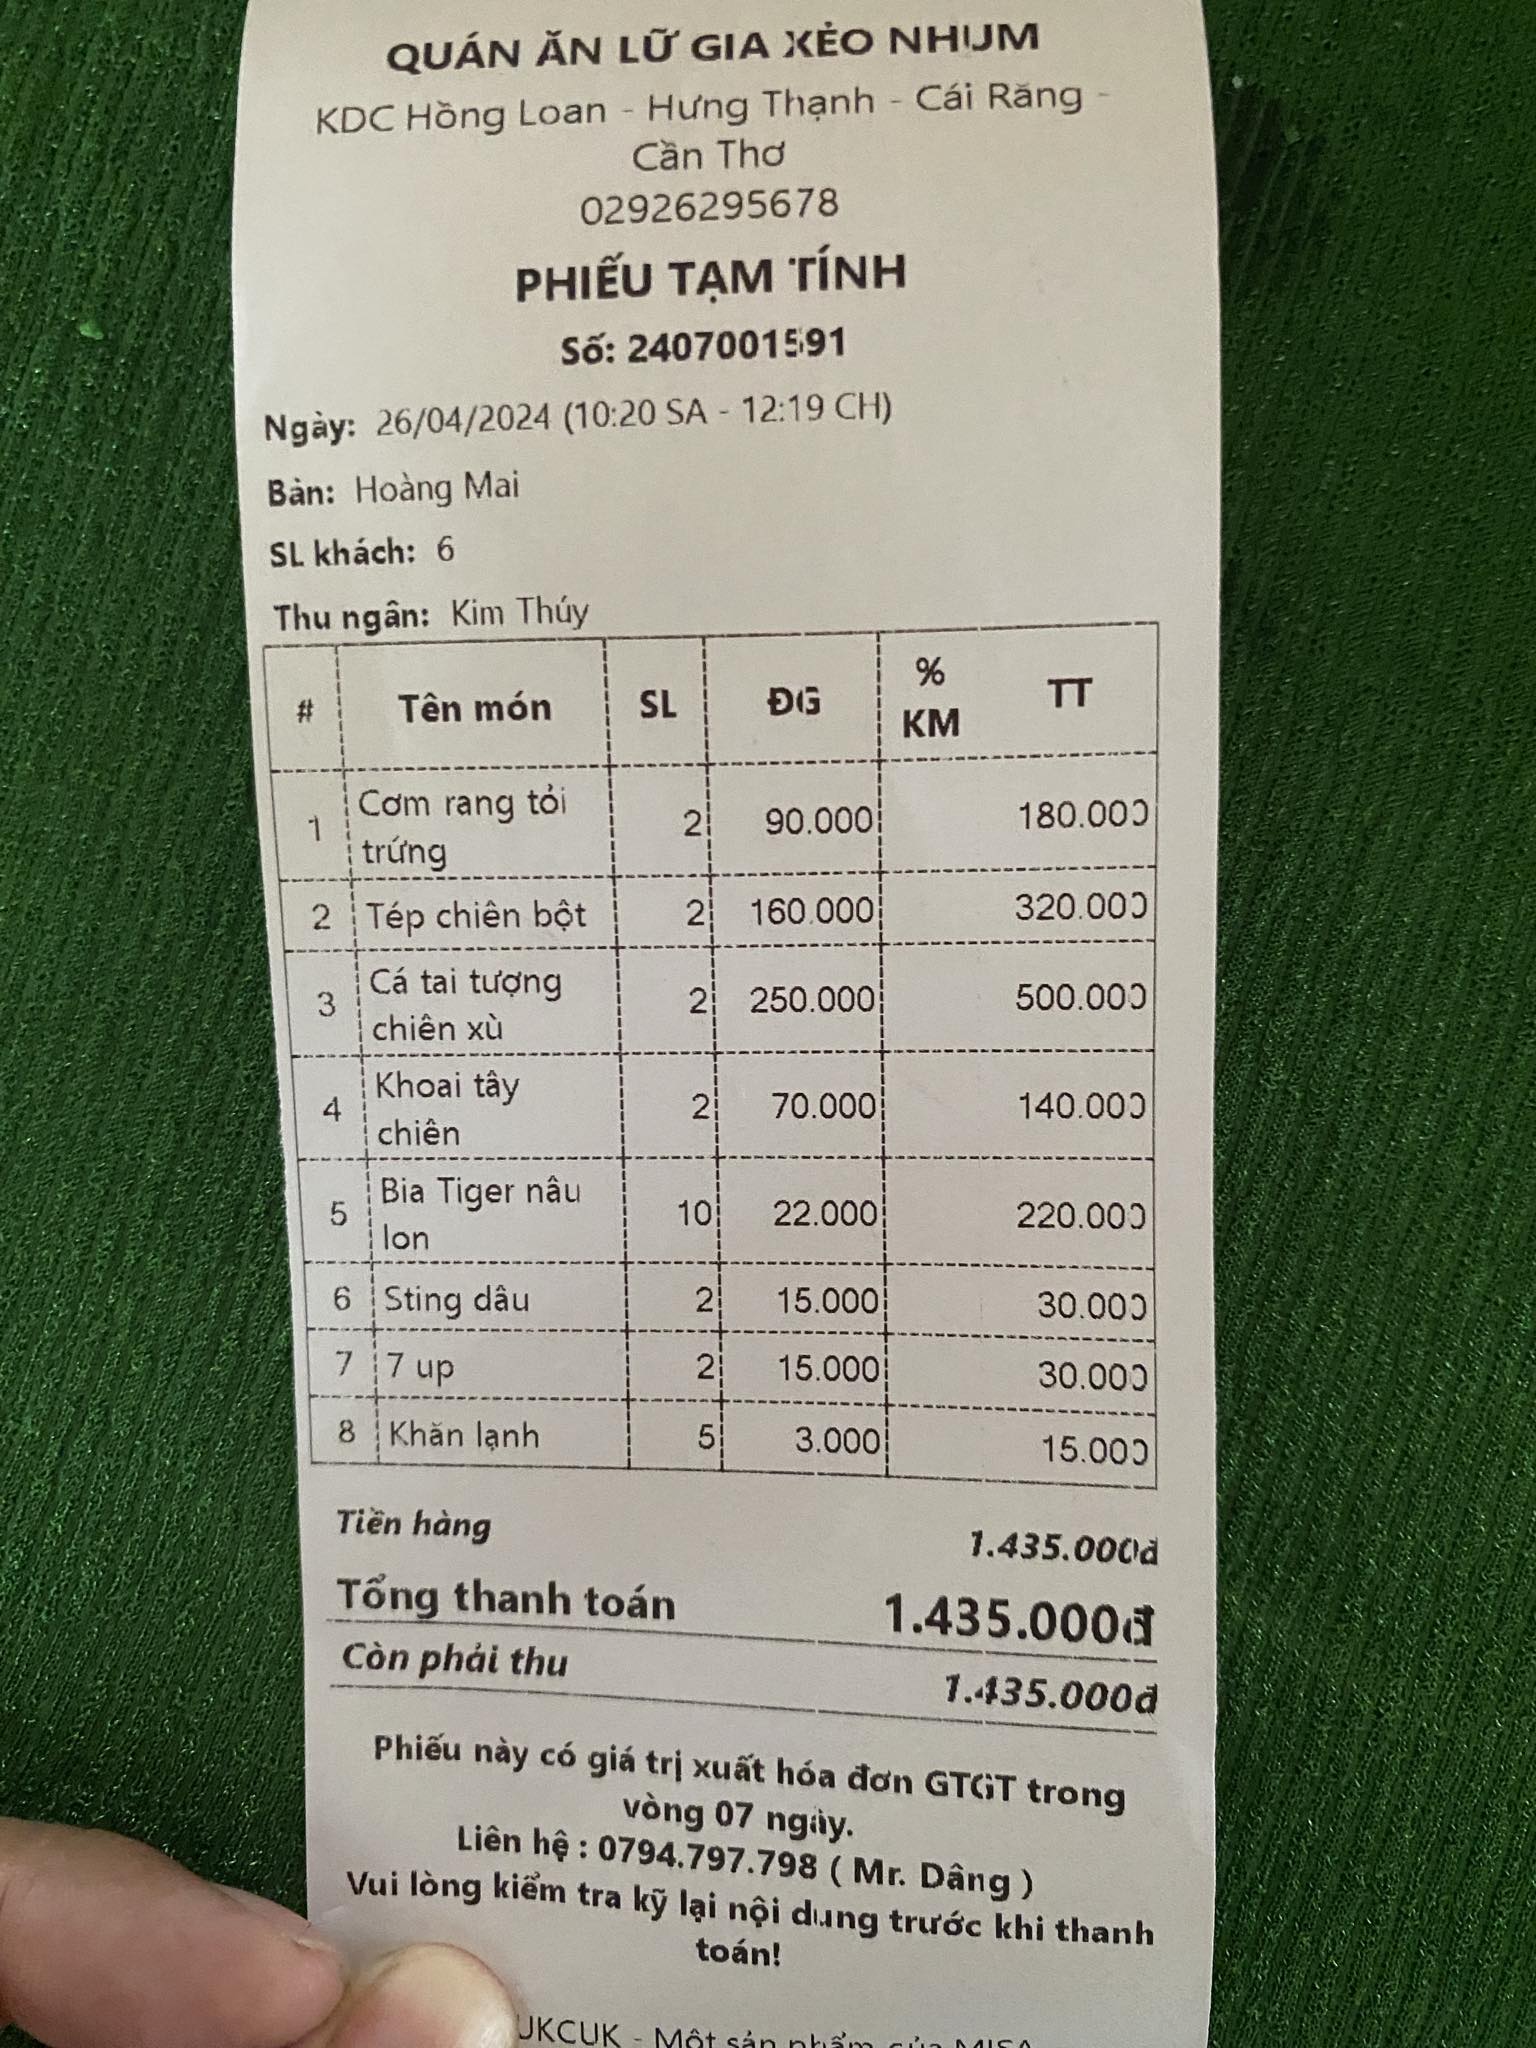 QUÁN ĂN LỮ GIA XẺO NHUM
KDC Hồng Loan - Hưng Thạnh - Cái Răng -
Cần Thơ
02926295678
PHIẾU TẠM TÍNH
Số: 2407001591
Ngày: 26/04/2024 (10:20 SA - 12:19 CH)
Bàn: Hoàng Mai
SL khách: 6
Thu ngân: Kim Thúy
# Tên món SL ĐG % KM TT
1 Cơm rang tỏi trứng 2 90.000 180.000
2 Tép chiên bột 2 160.000 320.000
3 Cá tai tượng chiên xù 2 250.000 500.000
4 Khoai tây chiên 2 70.000 140.000
5 Bia Tiger nâu lon 10 22.000 220.000
6 Sting dâu 2 15.000 30.000
7 7 up 2 15.000 30.000
8 Khăn lạnh 5 3.000 15.000
Tiền hàng 1.435.000đ
Tổng thanh toán 1.435.000đ
Còn phải thu 1.435.000đ
Phiếu này có giá trị xuất hóa đơn GTGT trong
vòng 07 ngày.
Liên hệ : 0794.797.798 ( Mr. Dâng )
Vui lòng kiểm tra kỹ lại nội dung trước khi thanh
toán!
UKCUK - Một sản phẩm của MISA